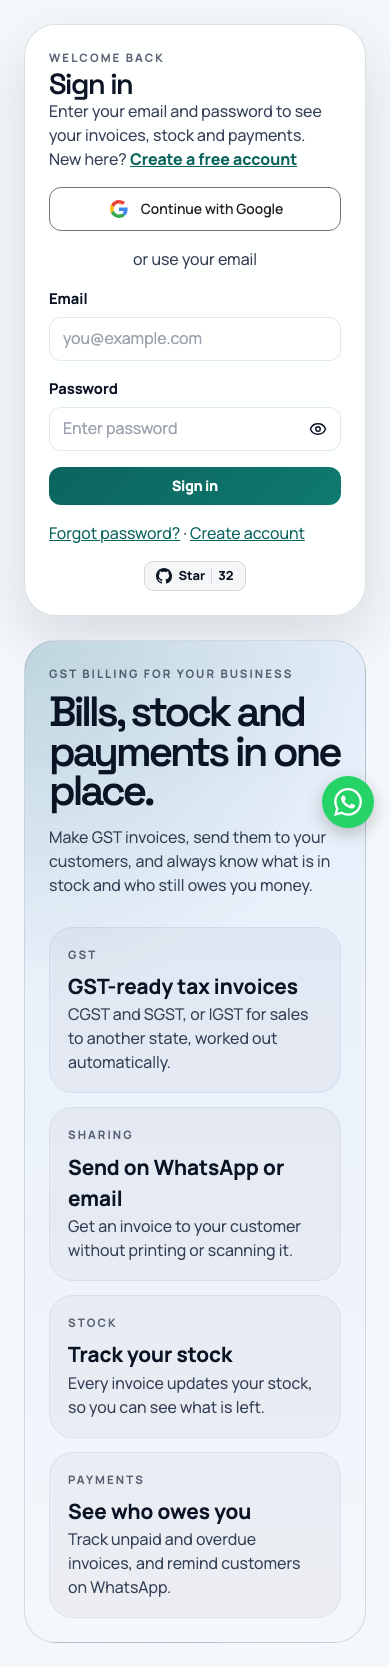 WELCOME BACK
Sign in
Enter your email and password to see
your invoices, stock and payments.
New here? Create a free account
Continue with Google
or use your email
Email
you@example.com
Password
Enter password
Sign in
Forgot password? · Create account
Star 32
GST BILLING FOR YOUR BUSINESS
Bills, stock and
payments in one
place.
Make GST invoices, send them to your
customers, and always know what is in
stock and who still owes you money.
GST
GST-ready tax invoices
CGST and SGST, or IGST for sales
to another state, worked out
automatically.
SHARING
Send on WhatsApp or
email
Get an invoice to your customer
without printing or scanning it.
STOCK
Track your stock
Every invoice updates your stock,
so you can see what is left.
PAYMENTS
See who owes you
Track unpaid and overdue
invoices, and remind customers
on WhatsApp.